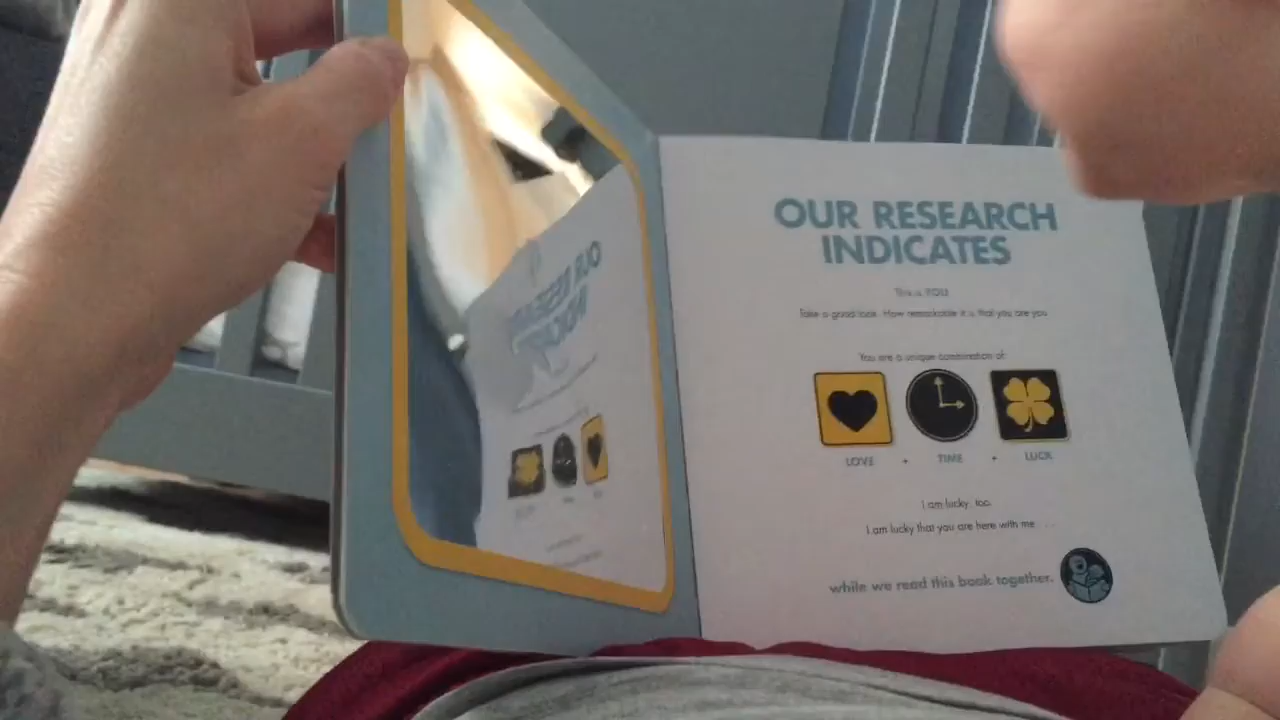 OUR RESEARCH
INDICATES
This is YOU.
Take a good look. How remarkable it is that you are you.
You are a unique combination of:
LOVE + TIME + LUCK
I am lucky, too.
I am lucky that you are here with me . . .
while we read this book together.